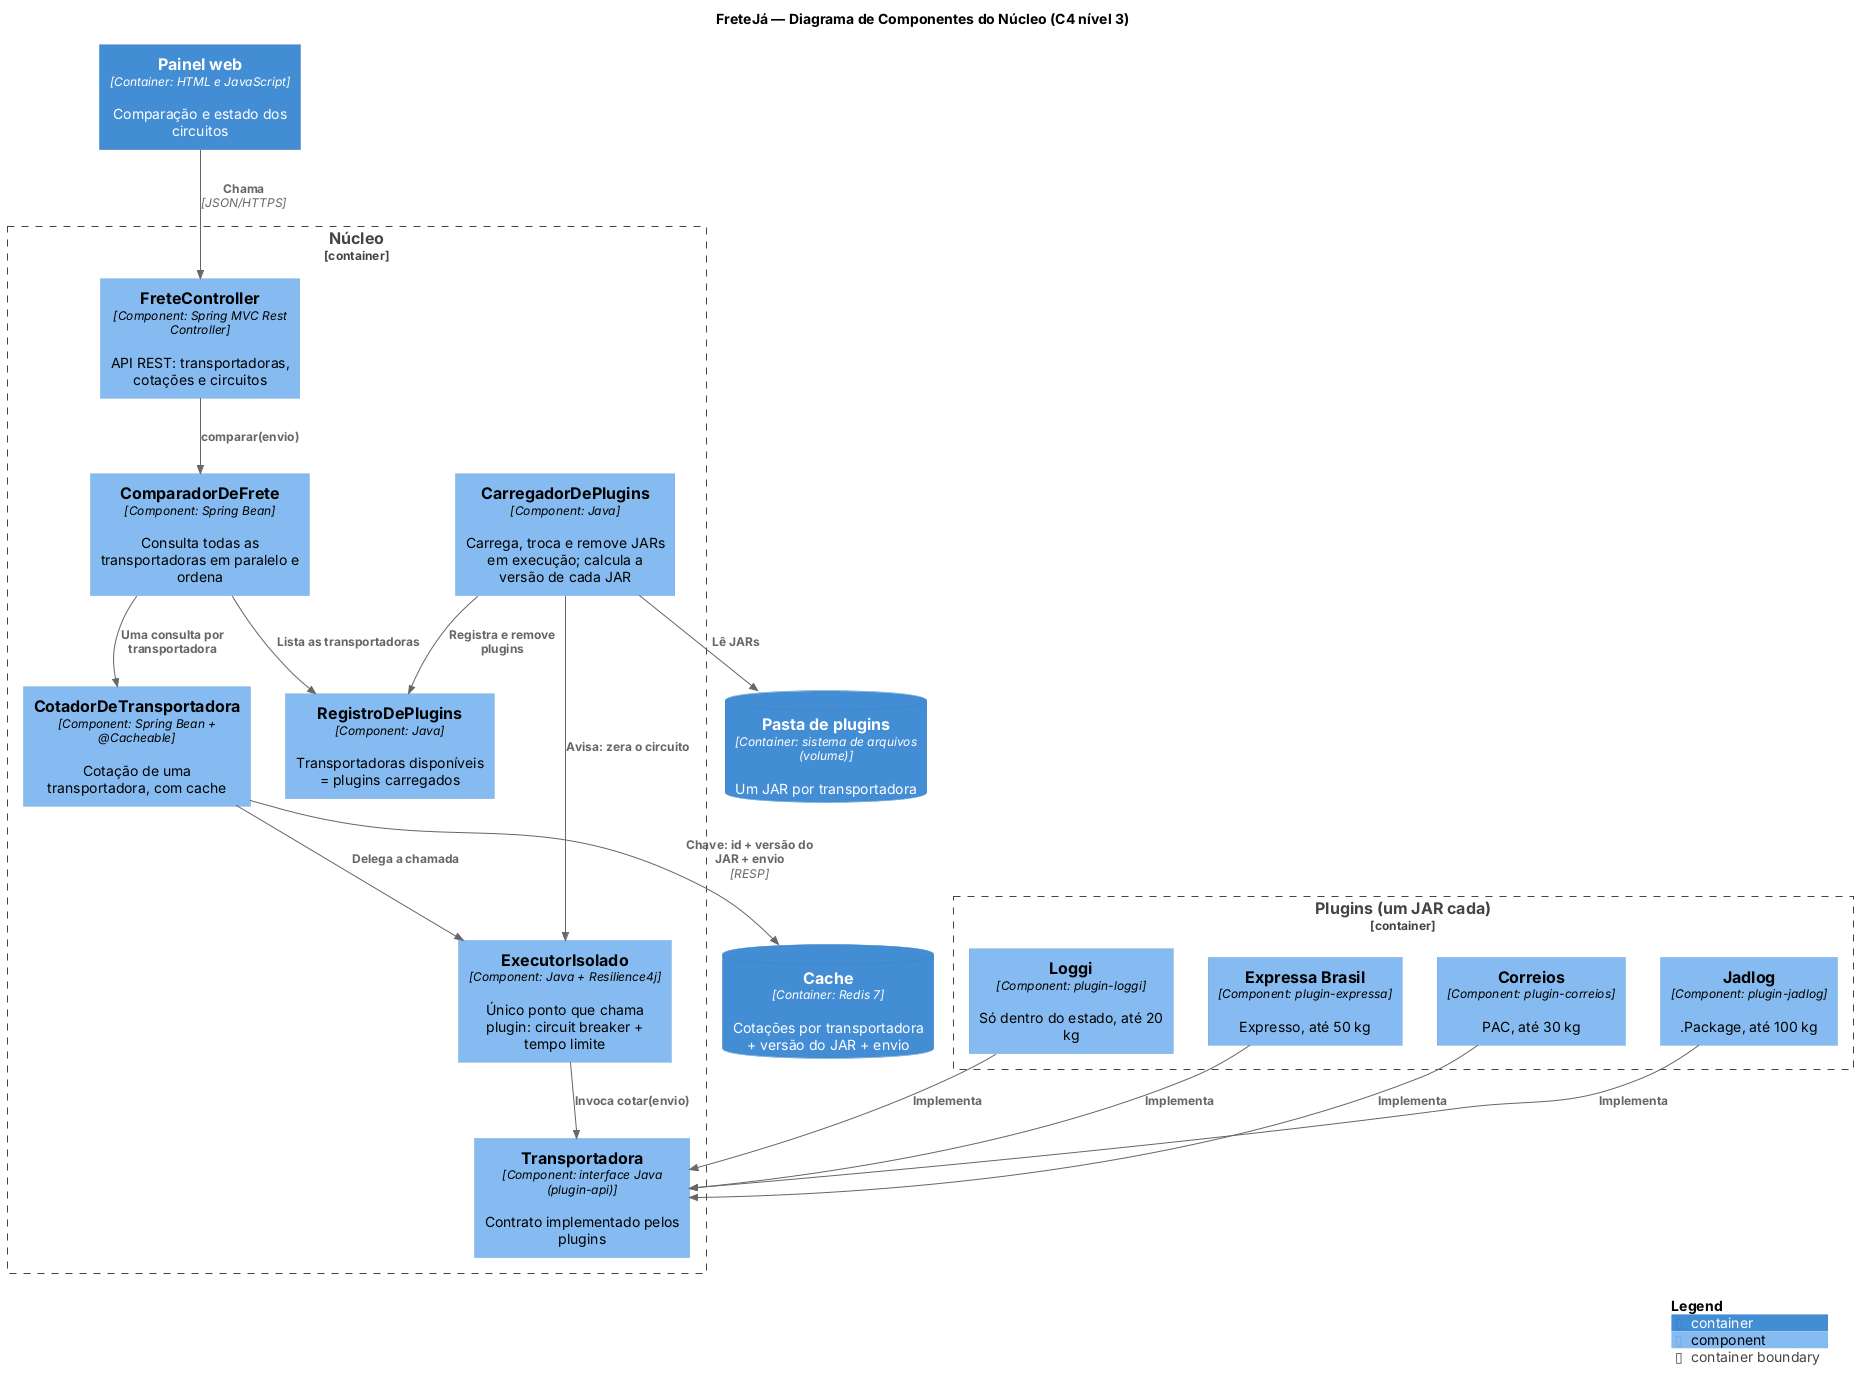 FreteJá — Diagrama de Componentes do Núcleo (C4 nível 3)
Painel web
[Container: HTML e JavaScript]
Comparação e estado dos
circuitos
Chama
[JSON/HTTPS]
Núcleo
[container]
FreteController
[Component: Spring MVC Rest
Controller]
API REST: transportadoras,
cotações e circuitos
comparar(envio)
ComparadorDeFrete
[Component: Spring Bean]
Consulta todas as
transportadoras em paralelo e
ordena
CarregadorDePlugins
[Component: Java]
Carrega, troca e remove JARs
em execução; calcula a
versão de cada JAR
Uma consulta por
transportadora
Lista as transportadoras
Registra e remove
plugins
Lê JARs
CotadorDeTransportadora
[Component: Spring Bean +
@Cacheable]
Cotação de uma
transportadora, com cache
RegistroDePlugins
[Component: Java]
Transportadoras disponíveis
= plugins carregados
Avisa: zera o circuito
Pasta de plugins
[Container: sistema de arquivos
(volume)]
Um JAR por transportadora
Delega a chamada
Chave: id + versão do
JAR + envio
[RESP]
ExecutorIsolado
[Component: Java + Resilience4j]
Único ponto que chama
plugin: circuit breaker +
tempo limite
Cache
[Container: Redis 7]
Cotações por transportadora
+ versão do JAR + envio
Plugins (um JAR cada)
[container]
Loggi
[Component: plugin-loggi]
Só dentro do estado, até 20
kg
Expressa Brasil
[Component: plugin-expressa]
Expresso, até 50 kg
Correios
[Component: plugin-correios]
PAC, até 30 kg
Jadlog
[Component: plugin-jadlog]
.Package, até 100 kg
Invoca cotar(envio)
Implementa
Implementa
Implementa
Implementa
Transportadora
[Component: interface Java
(plugin-api)]
Contrato implementado pelos
plugins
Legend
container
component
container boundary